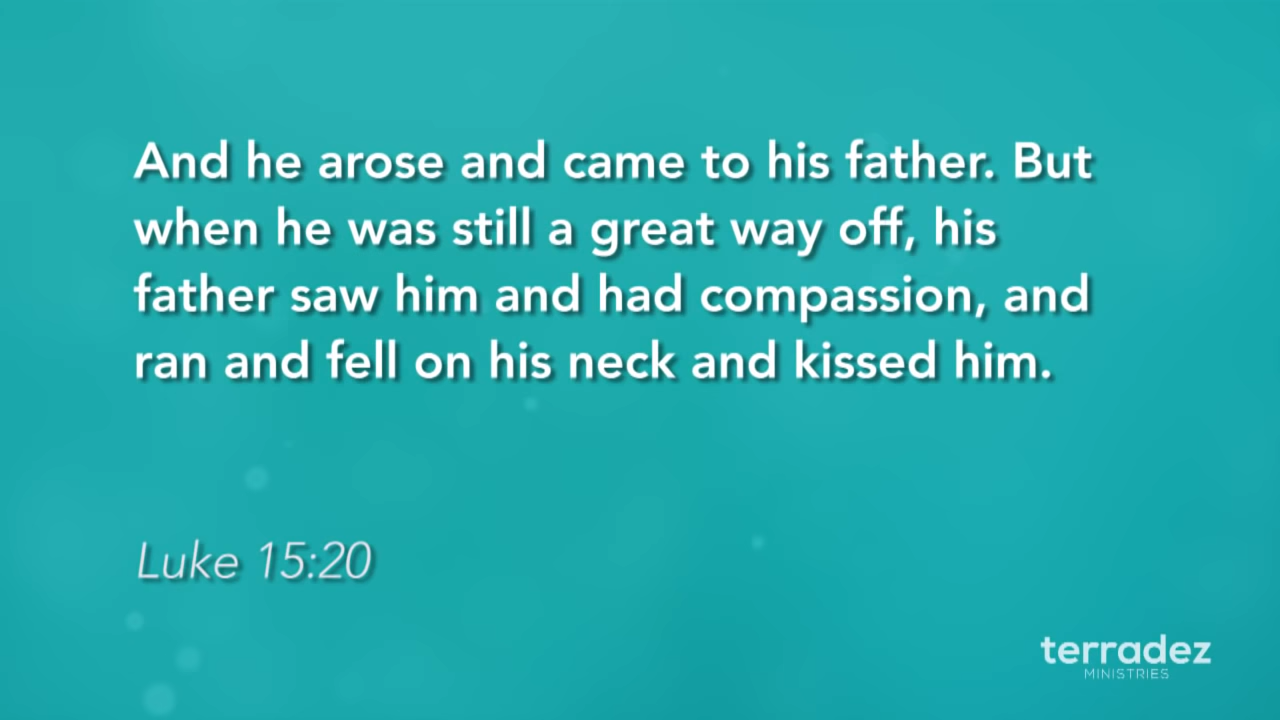 And he arose and came to his father. But
when he was still a great way off, his
father saw him and had compassion, and
ran and fell on his neck and kissed him.
Luke 15:20
terradez
MINISTRIES